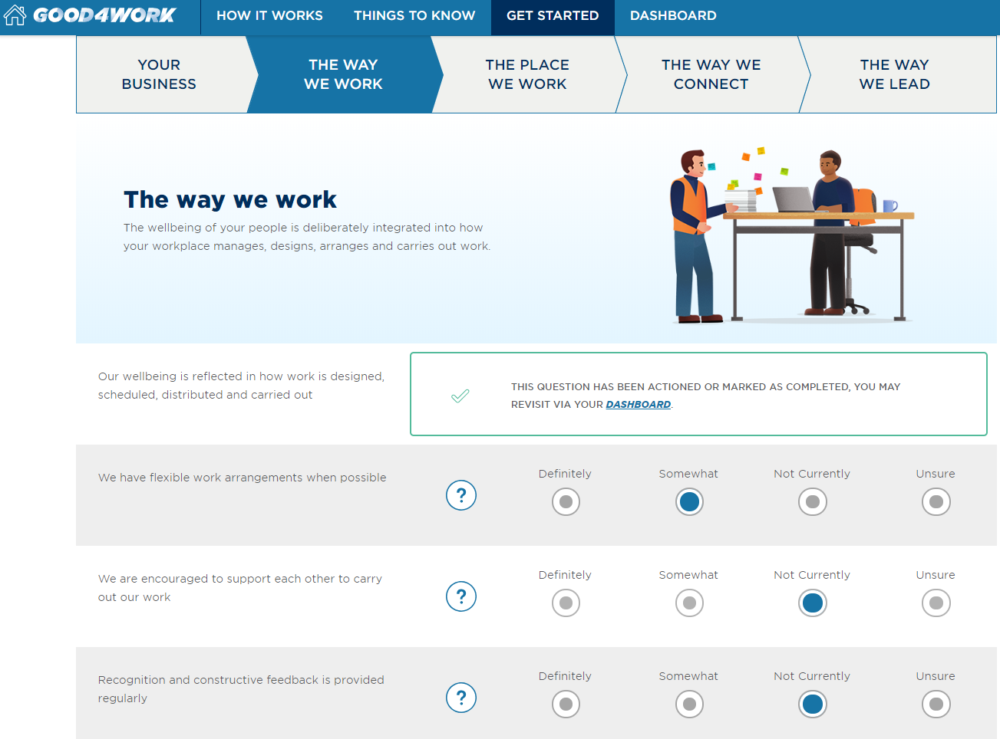 GOOD4WORK
HOW IT WORKS
THINGS TO KNOW
GET STARTED
DASHBOARD
YOUR
BUSINESS
THE WAY
WE WORK
THE PLACE
WE WORK
THE WAY WE
CONNECT
THE WAY
WE LEAD
The way we work
The wellbeing of your people is deliberately integrated into how
your workplace manages, designs, arranges and carries out work.
Our wellbeing is reflected in how work is designed,
scheduled, distributed and carried out
THIS QUESTION HAS BEEN ACTIONED OR MARKED AS COMPLETED, YOU MAY
REVISIT VIA YOUR DASHBOARD.
We have flexible work arrangements when possible
?
Definitely
Somewhat
Not Currently
Unsure
We are encouraged to support each other to carry
out our work
?
Definitely
Somewhat
Not Currently
Unsure
Recognition and constructive feedback is provided
regularly
?
Definitely
Somewhat
Not Currently
Unsure